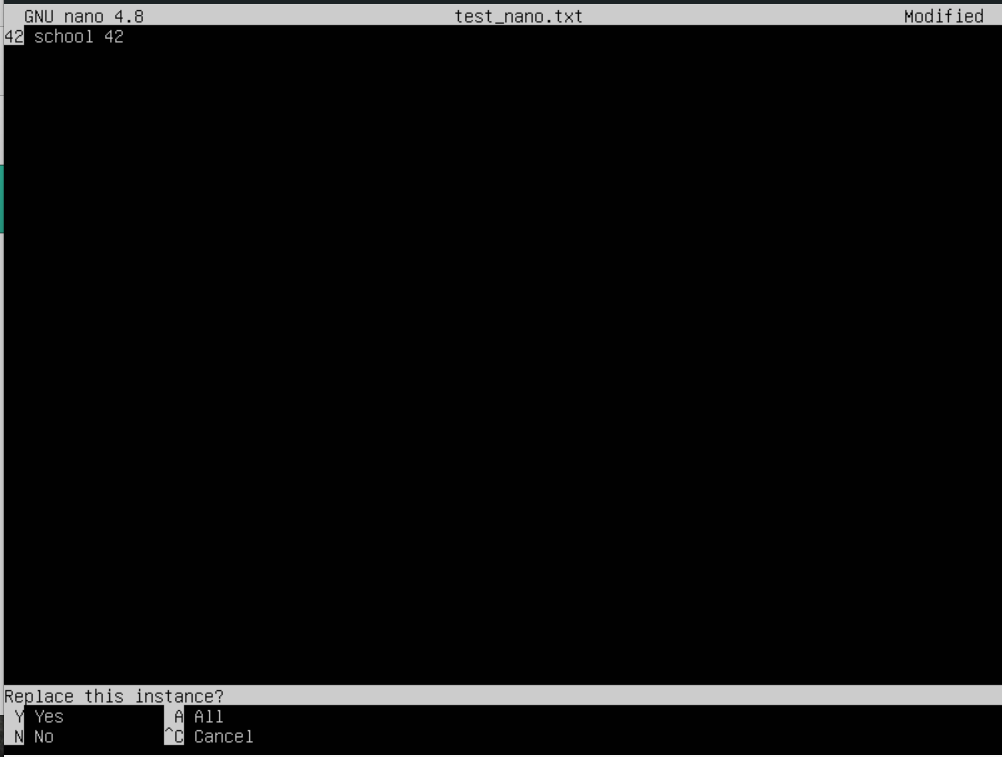 GNU nano 4.8 test_nano.txt Modified
42 school 42
Replace this instance?
Y Yes A All
N No ^C Cancel